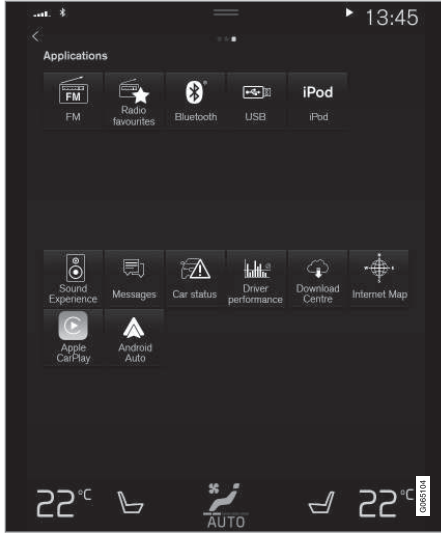 13:45
Applications
FM
iPod
FM
Radio
favourites
Bluetooth
USB
iPod
Sound
Experience
Messages
Car status
Driver
performance
Download
Centre
Internet Map
Apple
CarPlay
Android
Auto
22°C
AUTO
22°C
G065104